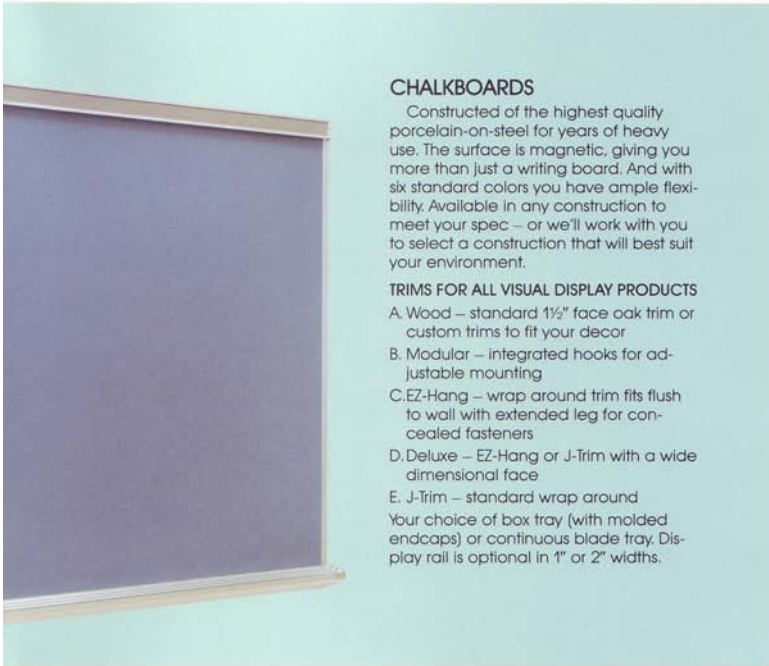 CHALKBOARDS
Constructed of the highest quality
porcelain-on-steel for years of heavy
use. The surface is magnetic, giving you
more than just a writing board. And with
six standard colors you have ample flexi-
bility. Available in any construction to
meet your spec – or we'll work with you
to select a construction that will best suit
your environment.
TRIMS FOR ALL VISUAL DISPLAY PRODUCTS
A. Wood – standard 1½" face oak trim or
custom trims to fit your decor
B. Modular – integrated hooks for ad-
justable mounting
C.EZ-Hang – wrap around trim fits flush
to wall with extended leg for con-
cealed fasteners
D. Deluxe – EZ-Hang or J-Trim with a wide
dimensional face
E. J-Trim – standard wrap around
Your choice of box tray (with molded
endcaps) or continuous blade tray. Dis-
play rail is optional in 1" or 2" widths.